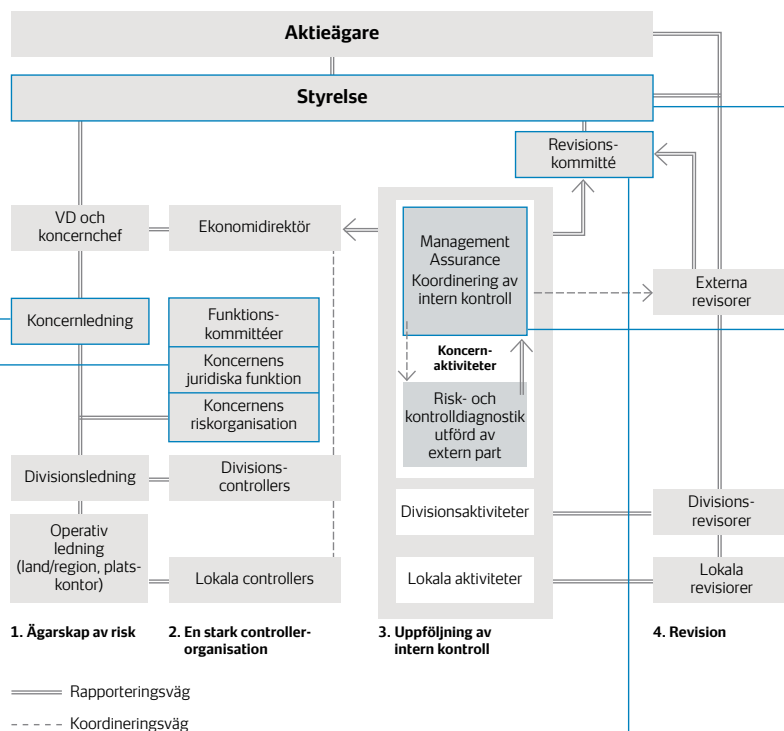 Aktieägare
Styrelse
Revisions-
kommitté
VD och
koncernchef
Ekonomidirektör
Management
Assurance
Koordinering av
intern kontroll
Externa
revisorer
Koncernledning
Funktions-
kommittéer
Koncernens
juridiska funktion
Koncernens
riskorganisation
Koncern-
aktiviteter
Risk- och
kontrolldiagnostik
utförd av
extern part
Divisionsledning
Divisions-
controllers
Divisionsaktiviteter
Divisions-
revisorer
Operativ
ledning
(land/region, plats-
kontor)
Lokala controllers
Lokala aktiviteter
Lokala
revisiorer
1. Ägarskap av risk
2. En stark controller-
organisation
3. Uppföljning av
intern kontroll
4. Revision
Rapporteringsväg
Koordineringsväg